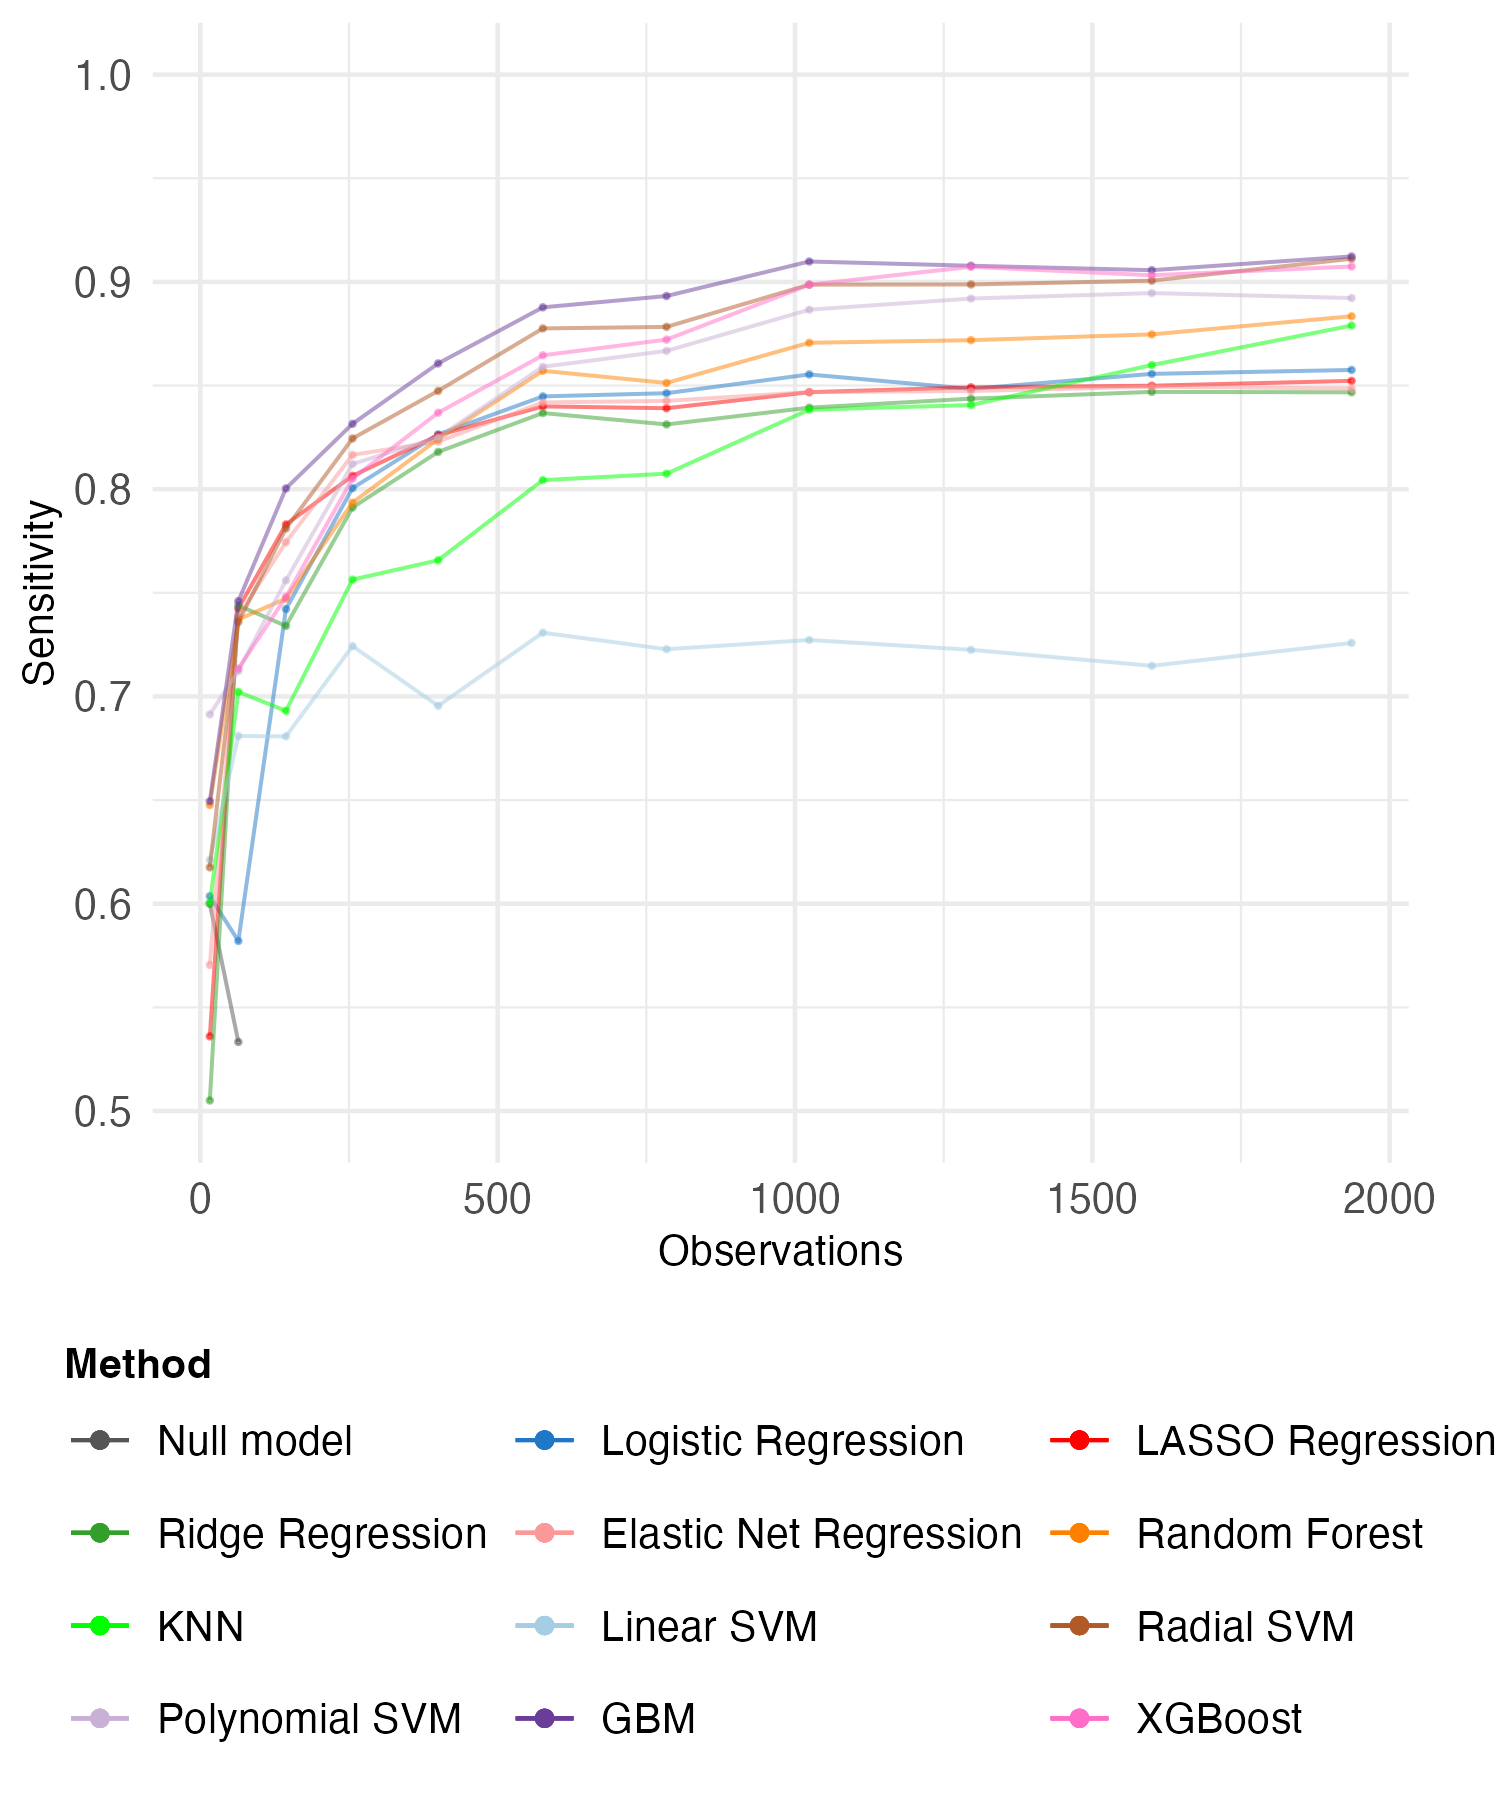 1.0
0.9
0.8
0.7
0.6
0.5
Sensitivity
0 500 1000 1500 2000
Observations
Method
Null model Logistic Regression LASSO Regression
Ridge Regression Elastic Net Regression Random Forest
KNN Linear SVM Radial SVM
Polynomial SVM GBM XGBoost